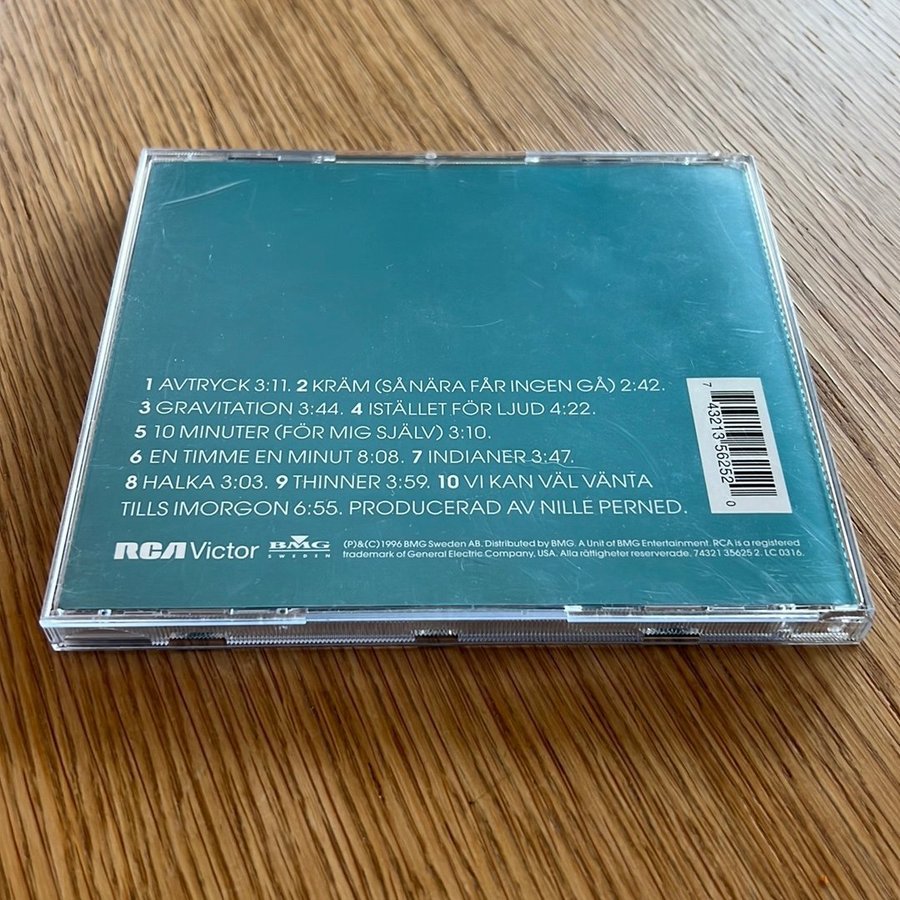 1 AVTRYCK 3:11. 2 KRÄM (SÅ NÄRA FÅR INGEN GÅ) 2:42.
3 GRAVITATION 3:44. 4 ISTÄLLET FÖR LJUD 4:22.
5 10 MINUTER (FÖR MIG SJÄLV) 3:10.
6 EN TIMME EN MINUT 8:08. 7 INDIANER 3:47.
8 HALKA 3:03. 9 THINNER 3:59. 10 VI KAN VÄL VÄNTA
TILLS IMORGON 6:55. PRODUCERAD AV NILLE PERNED.
7 43213 56252 0
RCA Victor
BMG
SWEDEN
(P)&(C)1996 BMG Sweden AB. Distributed by BMG. A Unit of BMG Entertainment. RCA is a registered
trademark of General Electric Company, USA. Alla rättigheter reserverade. 74321 35625 2. LC 0316.